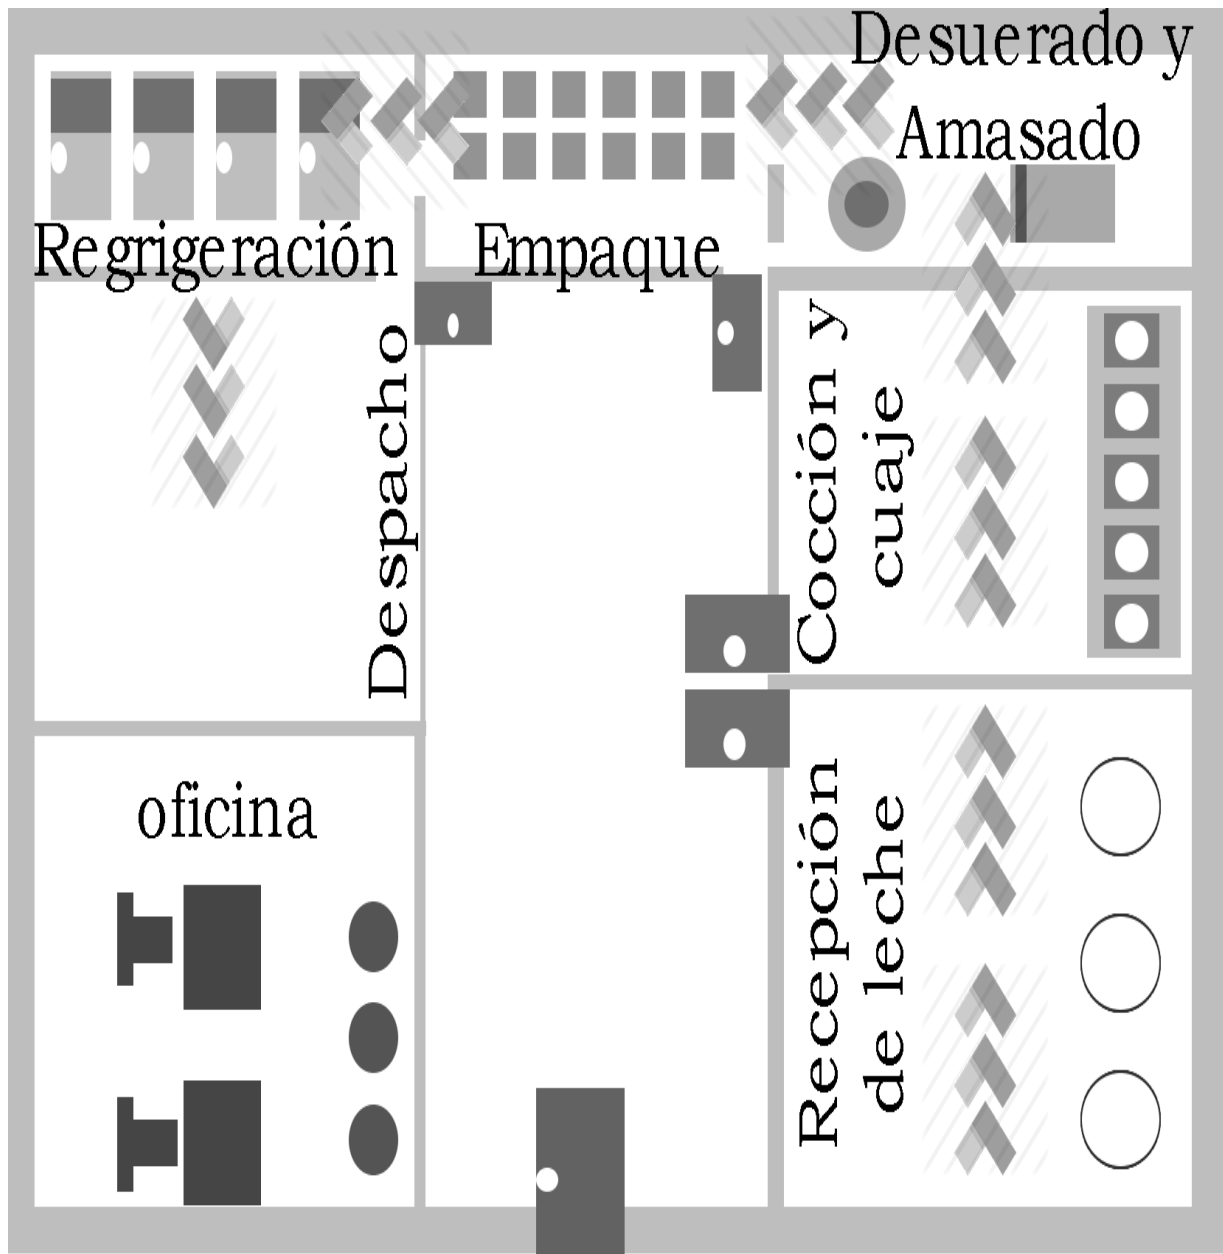 Desuerado y
Amasado
Regrigeración
Empaque
Despacho
Cocción y
cuaje
oficina
Recepción
de leche